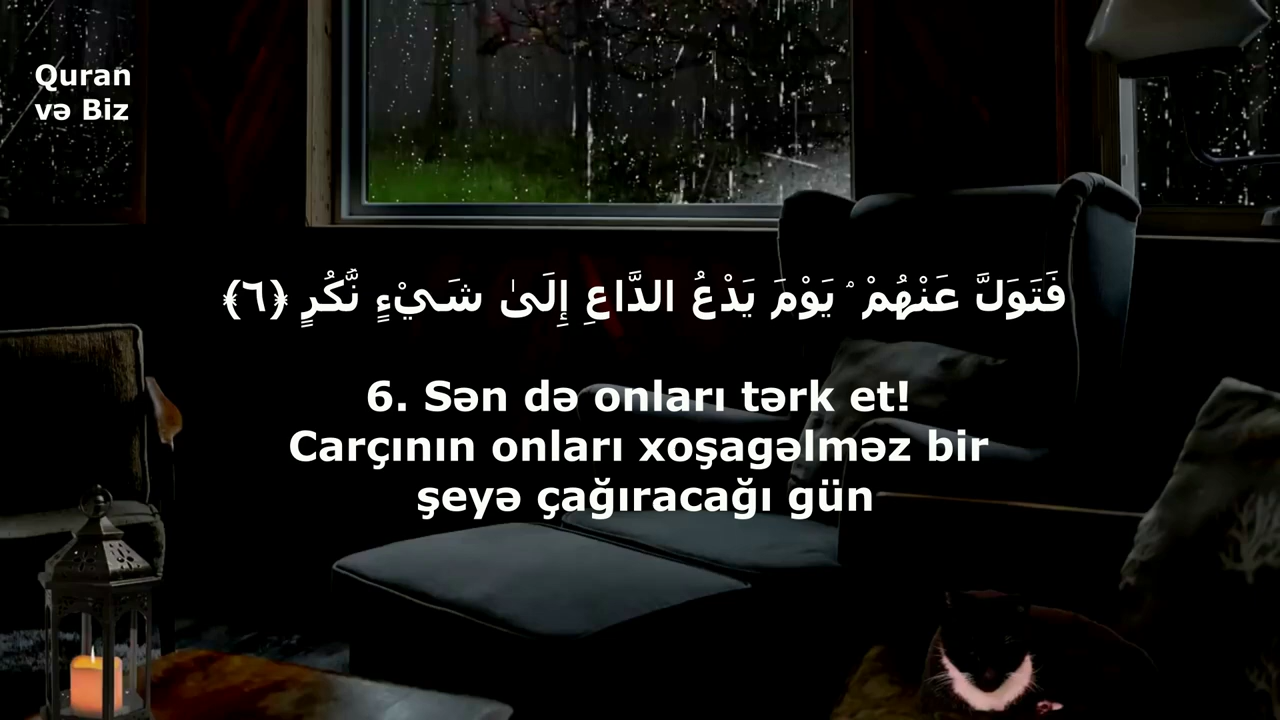 Quran
və Biz
فَتَوَلَّ عَنْهُمْ ۘ يَوْمَ يَدْعُ الدَّاعِ إِلَىٰ شَيْءٍ نُّكُرٍ ﴿٦﴾
6. Sən də onları tərk et!
Carçının onları xoşagəlməz bir
şeyə çağıracağı gün